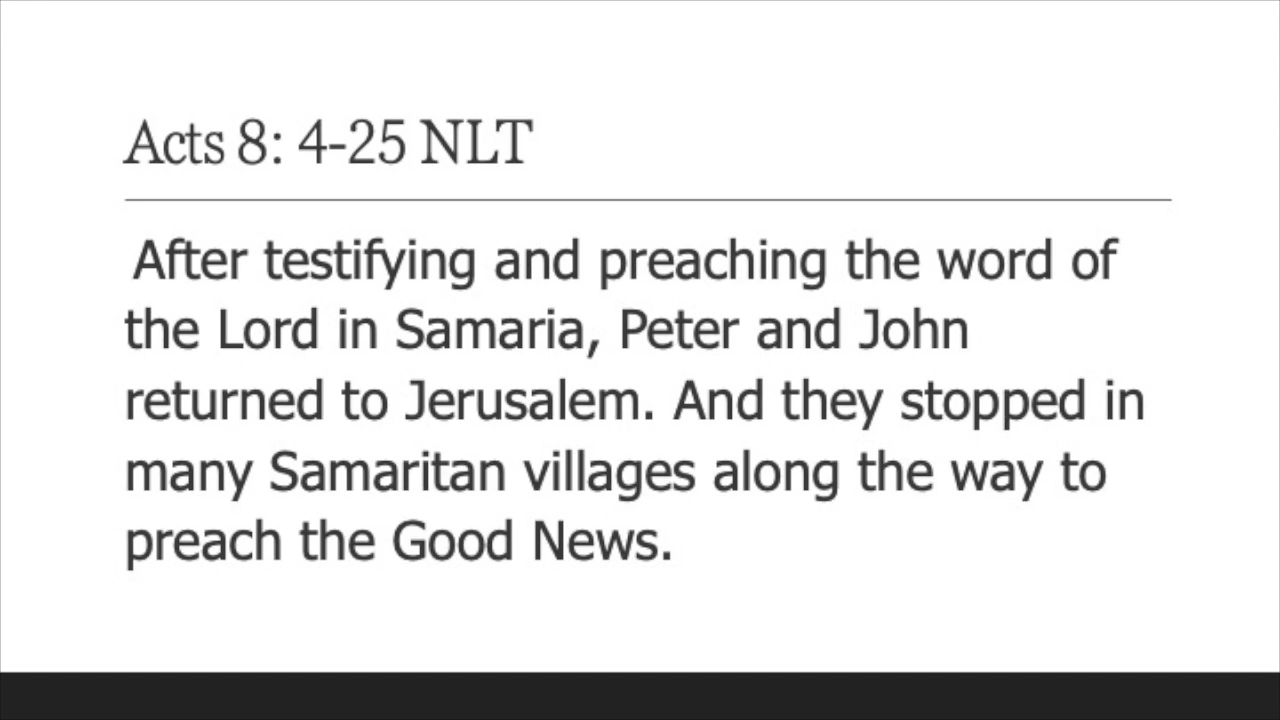 Acts 8: 4-25 NLT
After testifying and preaching the word of
the Lord in Samaria, Peter and John
returned to Jerusalem. And they stopped in
many Samaritan villages along the way to
preach the Good News.